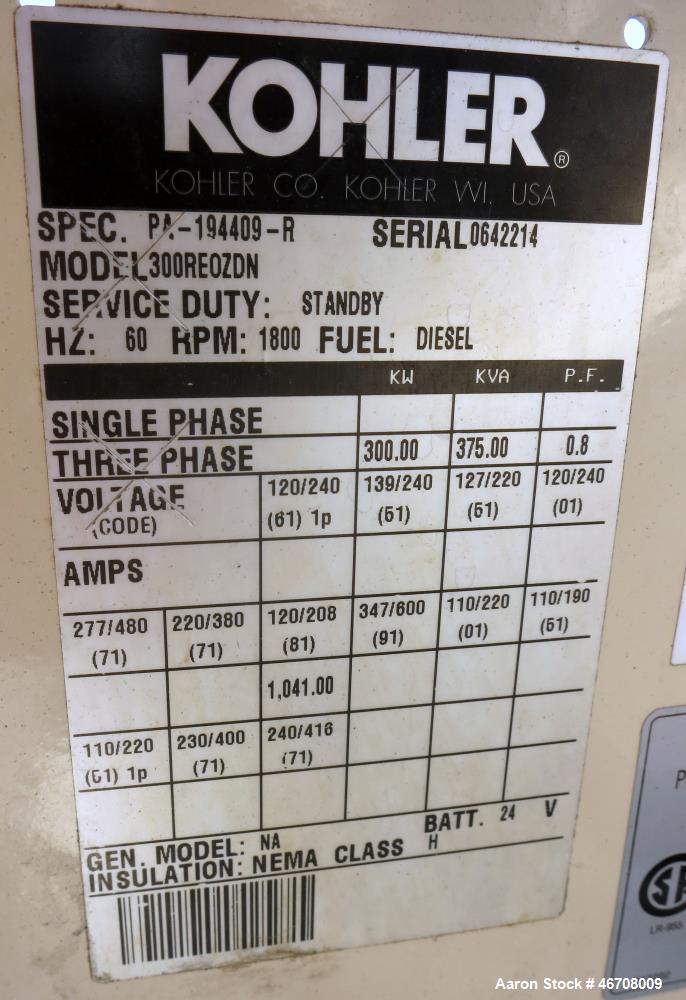 KOHLER®
KOHLER CO. KOHLER WI. USA
SPEC. PA-194409-R SERIAL 0642214
MODEL 300REOZDN
SERVICE DUTY: STANDBY
HZ: 60 RPM: 1800 FUEL: DIESEL
KW KVA P.F.
SINGLE PHASE
THREE PHASE 300.00 375.00 0.8
VOLTAGE 120/240 139/240 127/220 120/240
(CODE) (61) 1p (51) (61) (01)
AMPS
277/480 220/380 120/208 347/600 110/220 110/190
(71) (71) (81) (91) (01) (61)
1,041.00
110/220 230/400 240/416
(61) 1p (71) (71)
GEN. MODEL: NA BATT. 24 V
INSULATION: NEMA CLASS H
P
LR-955
Aaron Stock # 46708009